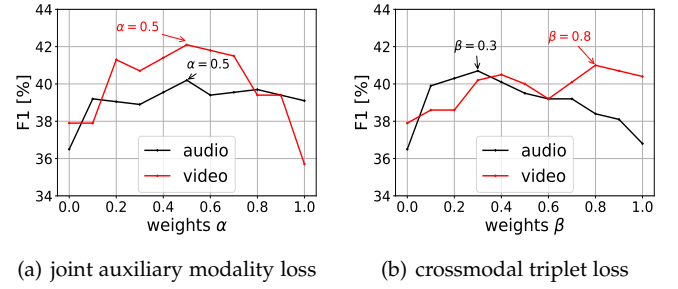 44
42
40
38
36
34
F1 [%]
α = 0.5
α = 0.5
audio
video
0.0 0.2 0.4 0.6 0.8 1.0
weights α
(a) joint auxiliary modality loss
44
42
40
38
36
34
F1 [%]
β = 0.3
β = 0.8
audio
video
0.0 0.2 0.4 0.6 0.8 1.0
weights β
(b) crossmodal triplet loss